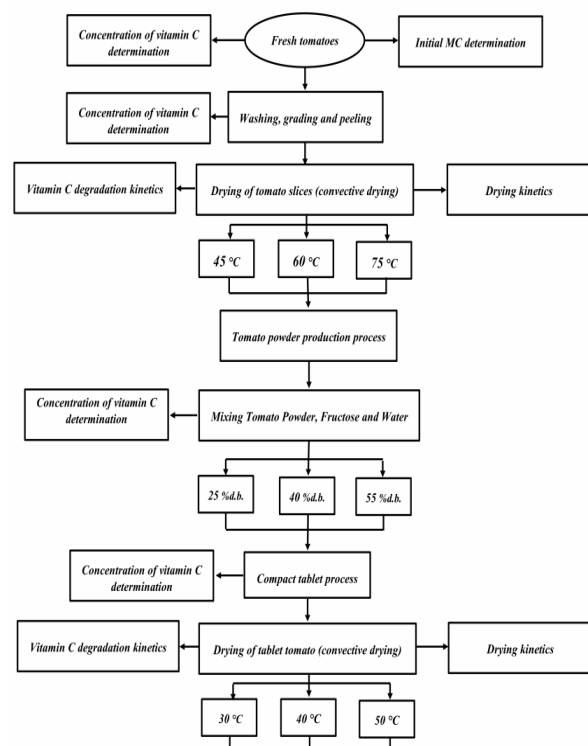 Concentration of vitamin C
determination
Fresh tomatoes
Initial MC determination
Concentration of vitamin C
determination
Washing, grading and peeling
Vitamin C degradation kinetics
Drying of tomato slices (convective drying)
Drying kinetics
45 °C
60 °C
75 °C
Tomato powder production process
Concentration of vitamin C
determination
Mixing Tomato Powder, Fructose and Water
25 %d.b.
40 %d.b.
55 %d.b.
Concentration of vitamin C
determination
Compact tablet process
Vitamin C degradation kinetics
Drying of tablet tomato (convective drying)
Drying kinetics
30 °C
40 °C
50 °C